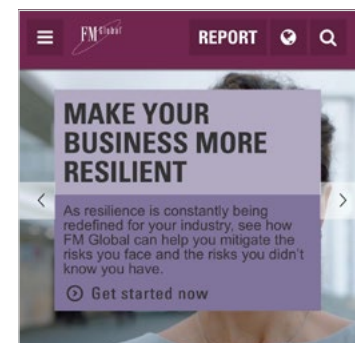 FM Global
REPORT
MAKE YOUR
BUSINESS MORE
RESILIENT
As resilience is constantly being
redefined for your industry, see how
FM Global can help you mitigate the
risks you face and the risks you didn't
know you have.
Get started now